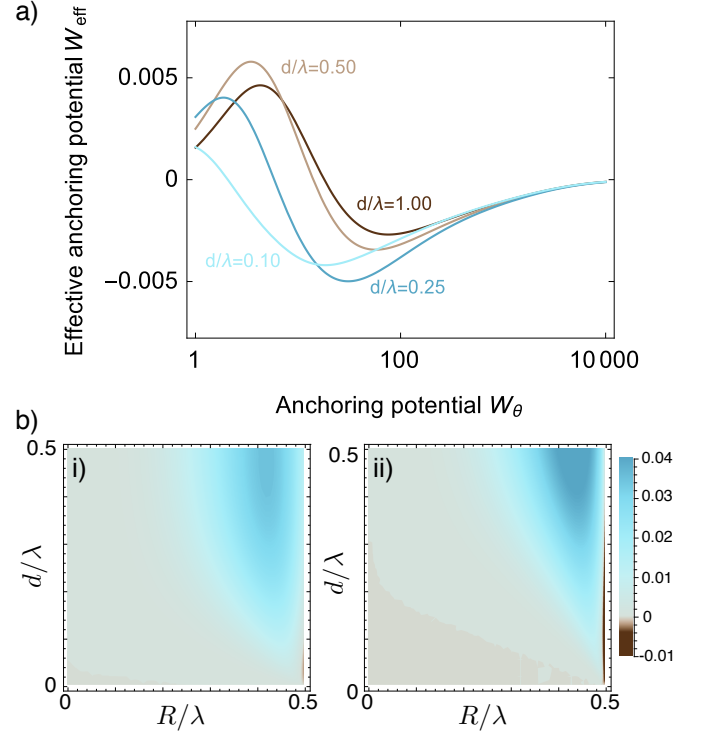 a)
Effective anchoring potential W_eff
0.005
0
−0.005
d/λ=0.50
d/λ=1.00
d/λ=0.10
d/λ=0.25
1
100
10 000
Anchoring potential W_θ
b)
i)
0.5
d/λ
0
0
R/λ
0.5
ii)
0.5
d/λ
0
0
R/λ
0.5
0.04
0.03
0.02
0.01
0
-0.01